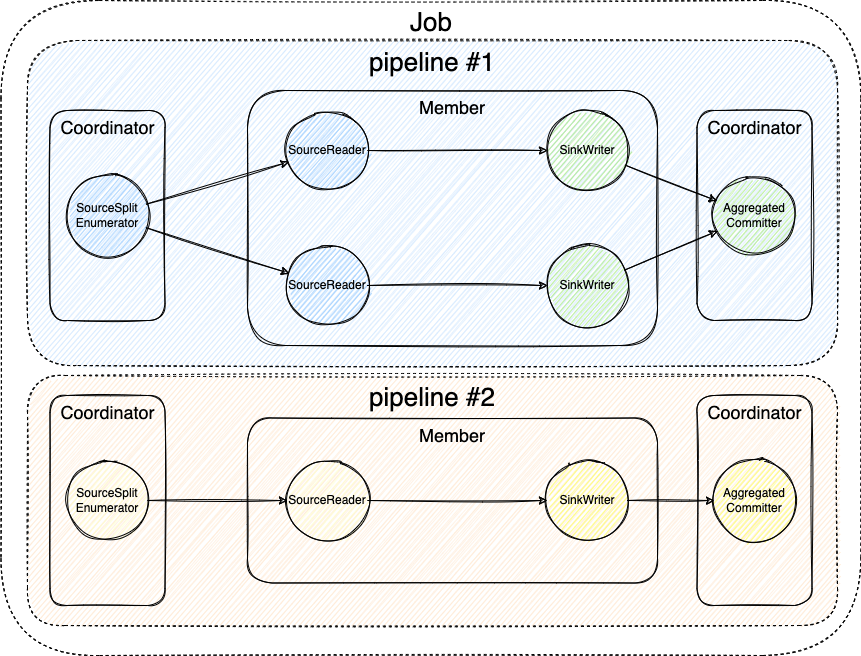 Job
pipeline #1
Coordinator
Member
Coordinator
SourceSplit
Enumerator
SourceReader
SinkWriter
SourceReader
SinkWriter
Aggregated
Committer
pipeline #2
Coordinator
Member
Coordinator
SourceSplit
Enumerator
SourceReader
SinkWriter
Aggregated
Committer